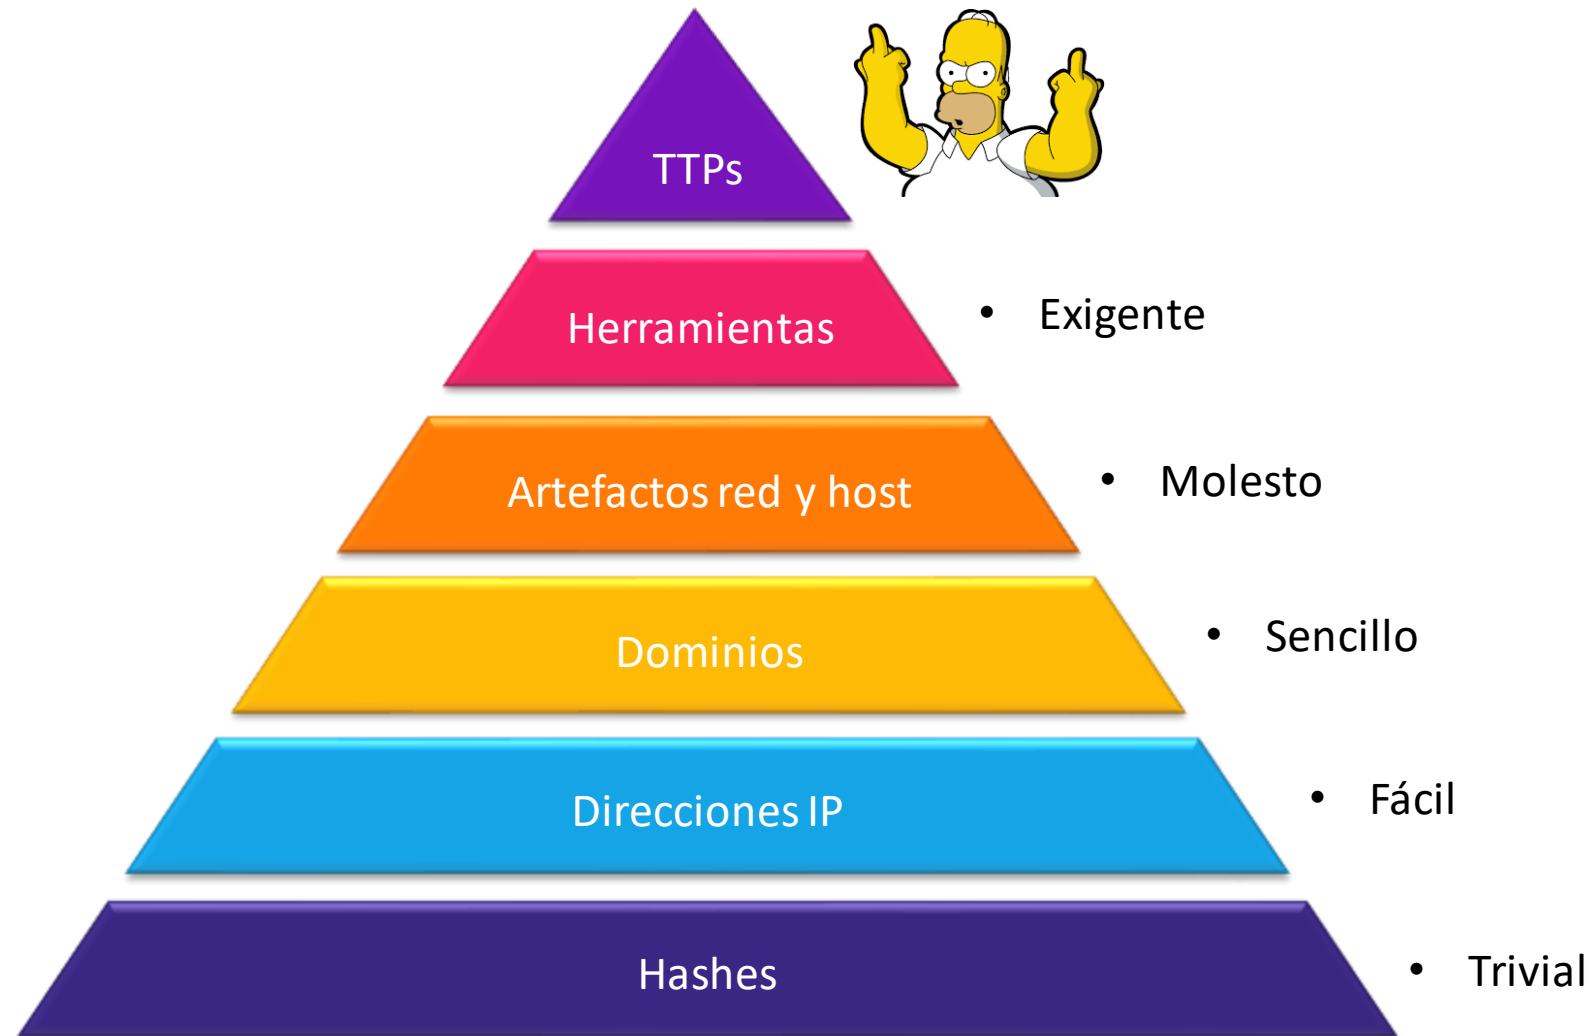 TTPs
Herramientas
• Exigente
Artefactos red y host
• Molesto
Dominios
• Sencillo
Direcciones IP
• Fácil
Hashes
• Trivial